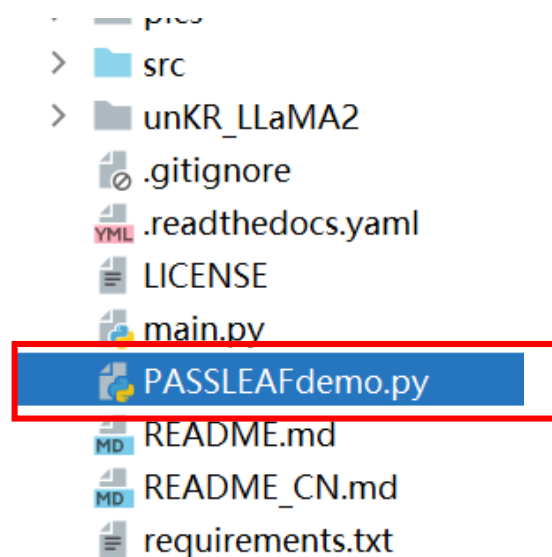 src
unKR_LLaMA2
.gitignore
YML .readthedocs.yaml
LICENSE
main.py
PASSLEAFdemo.py
MD README.md
MD README_CN.md
requirements.txt